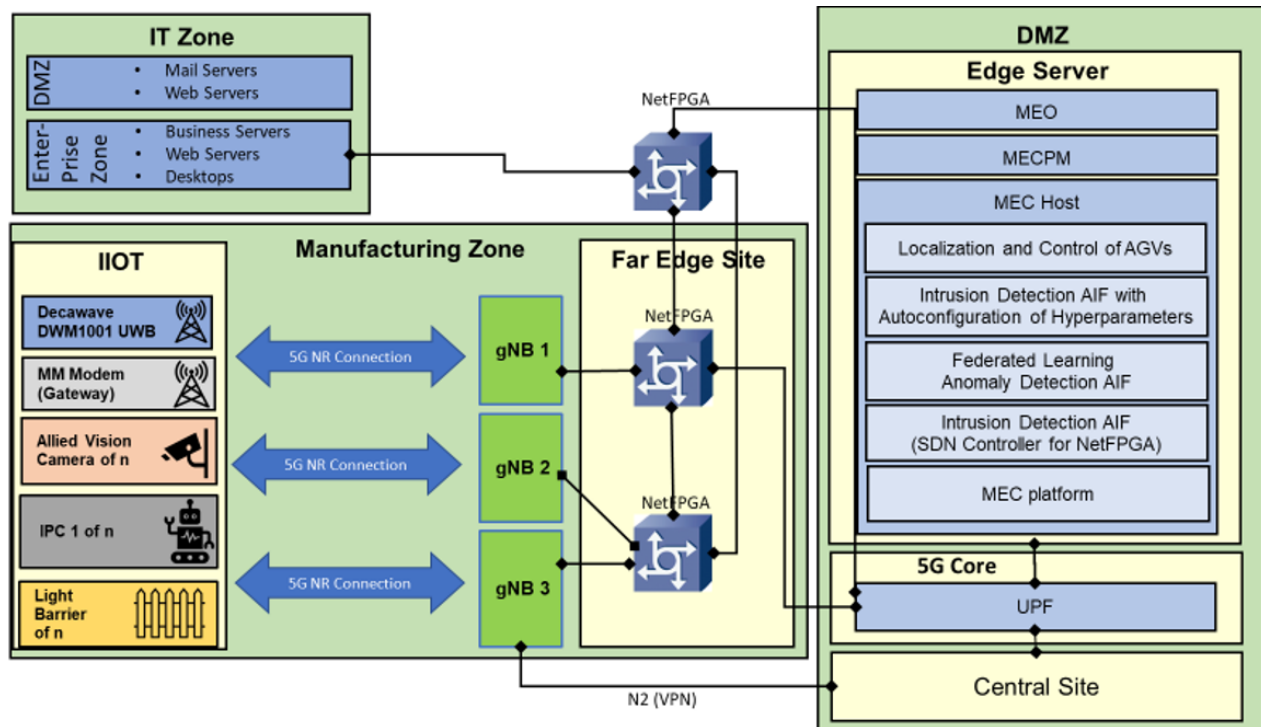 IT Zone
DMZ
• Mail Servers
• Web Servers
Enter-
Prise
Zone
• Business Servers
• Web Servers
• Desktops
NetFPGA
Manufacturing Zone
IIOT
Decawave
DWM1001 UWB
MM Modem
(Gateway)
Allied Vision
Camera of n
IPC 1 of n
Light
Barrier
of n
5G NR Connection
5G NR Connection
5G NR Connection
gNB 1
gNB 2
gNB 3
Far Edge Site
NetFPGA
NetFPGA
N2 (VPN)
DMZ
Edge Server
MEO
MECPM
MEC Host
Localization and Control of AGVs
Intrusion Detection AIF with
Autoconfiguration of Hyperparameters
Federated Learning
Anomaly Detection AIF
Intrusion Detection AIF
(SDN Controller for NetFPGA)
MEC platform
5G Core
UPF
Central Site